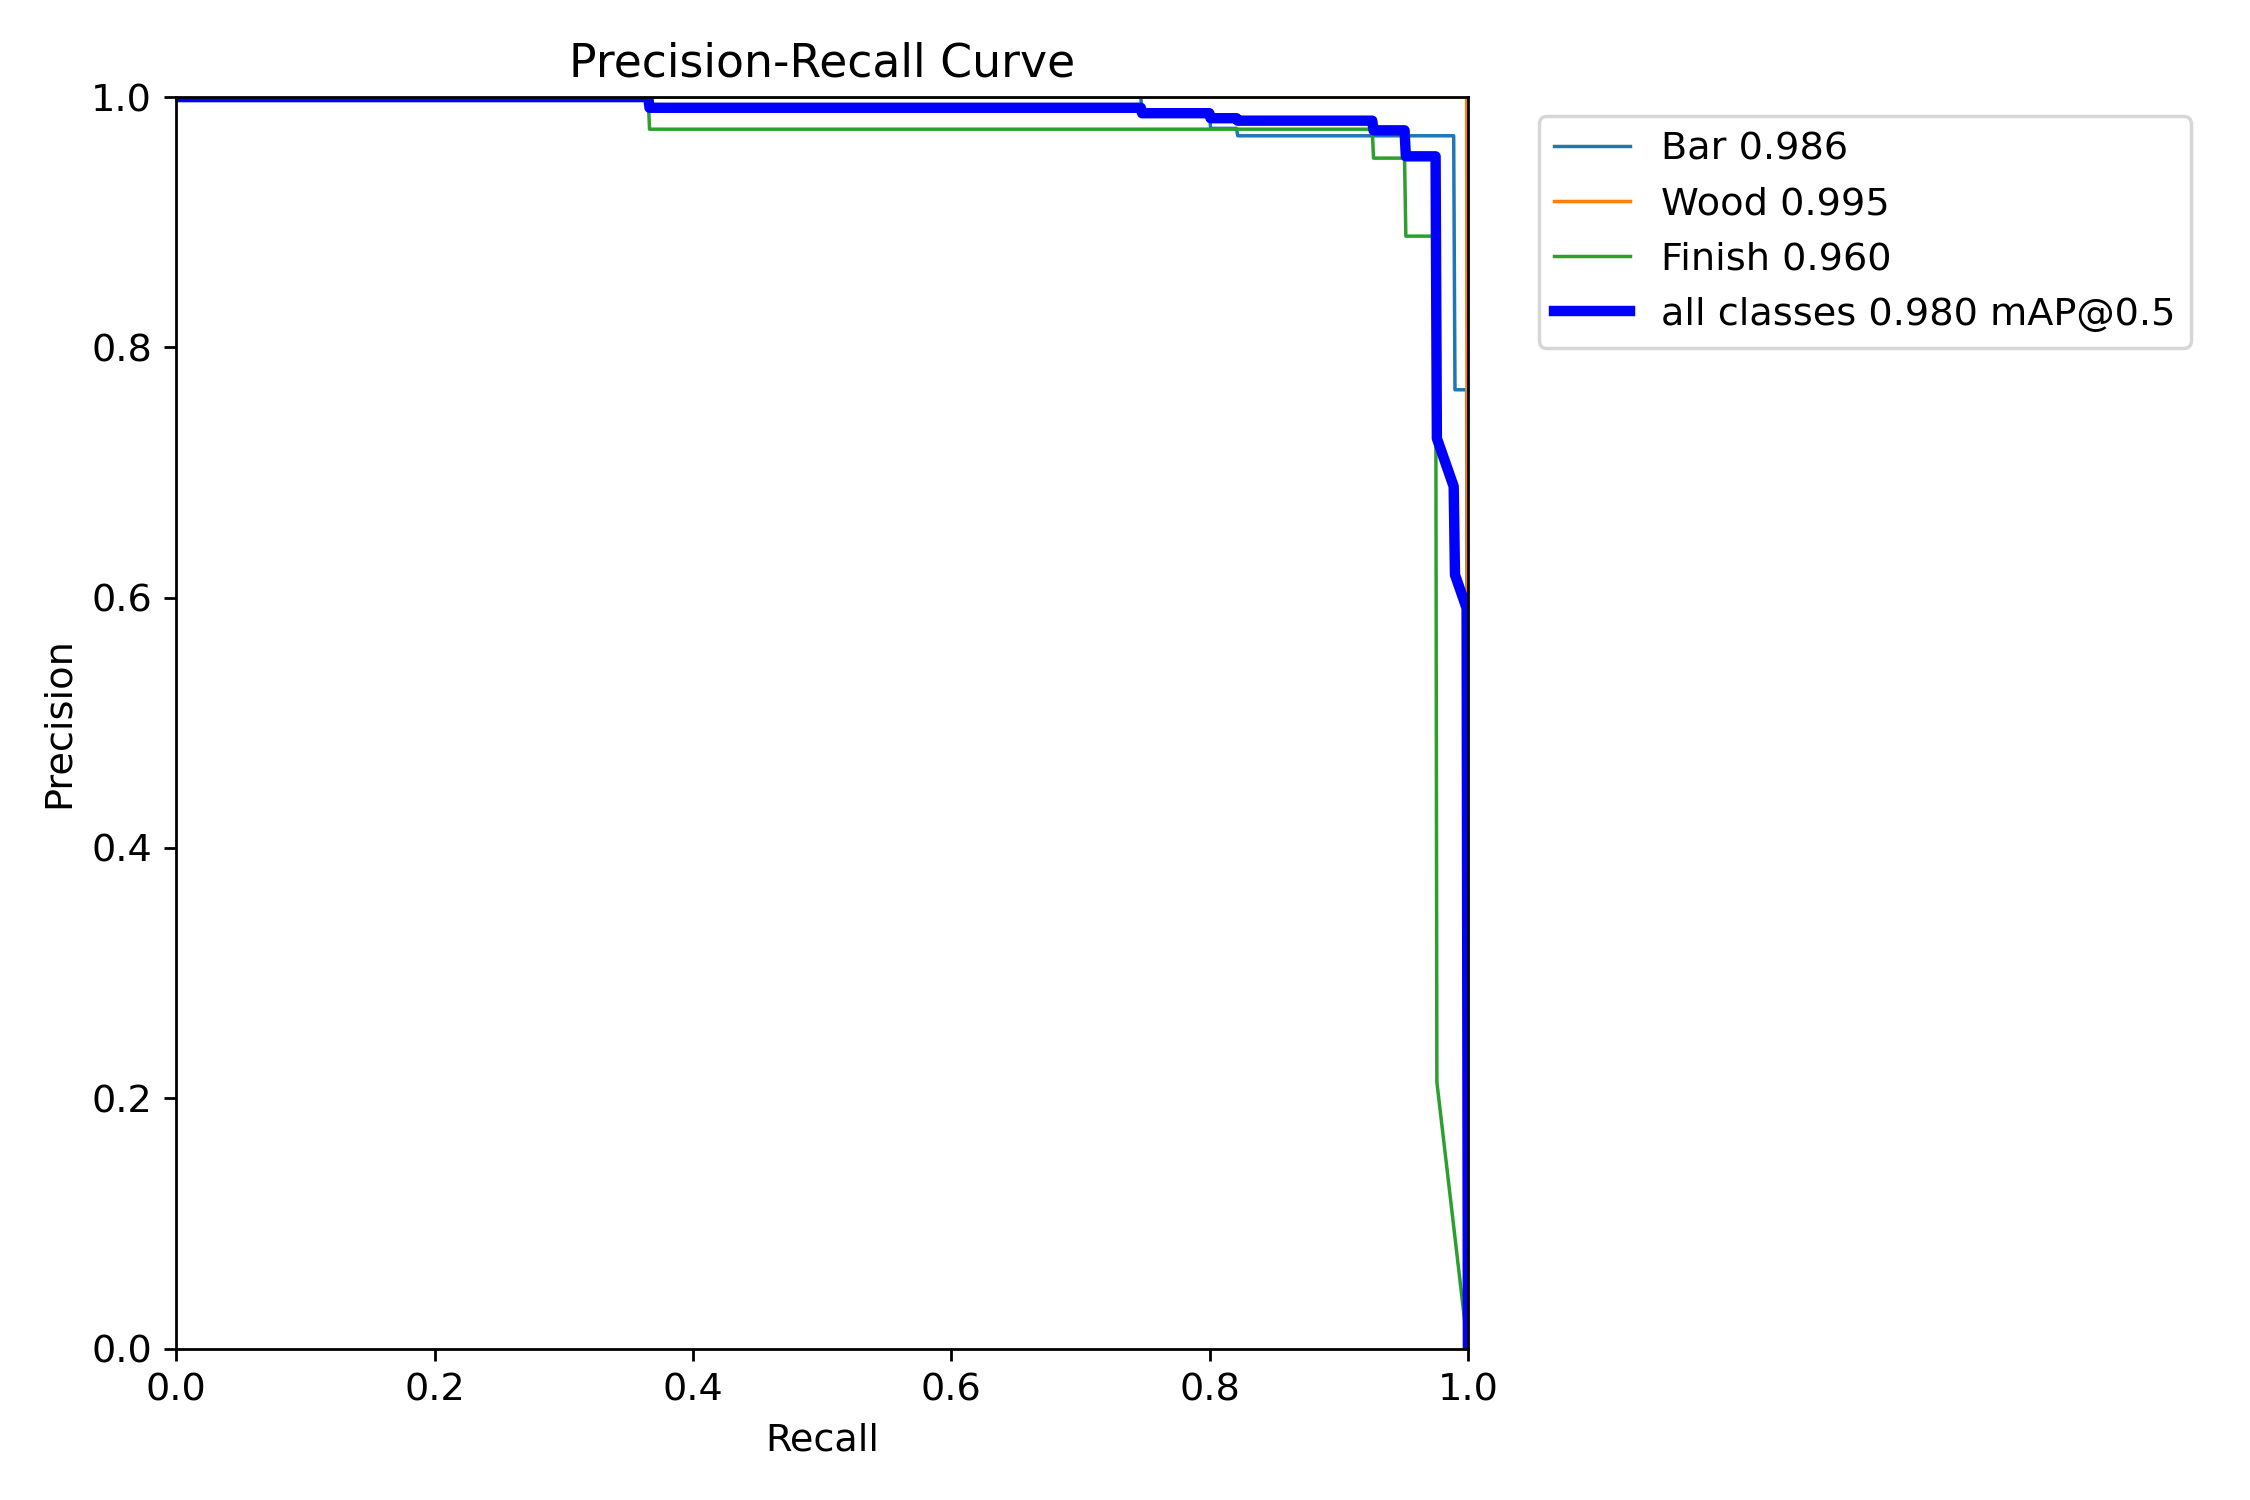 Precision-Recall Curve
1.0
0.8
0.6
0.4
0.2
0.0
Precision
0.0 0.2 0.4 0.6 0.8 1.0
Recall
Bar 0.986
Wood 0.995
Finish 0.960
all classes 0.980 mAP@0.5